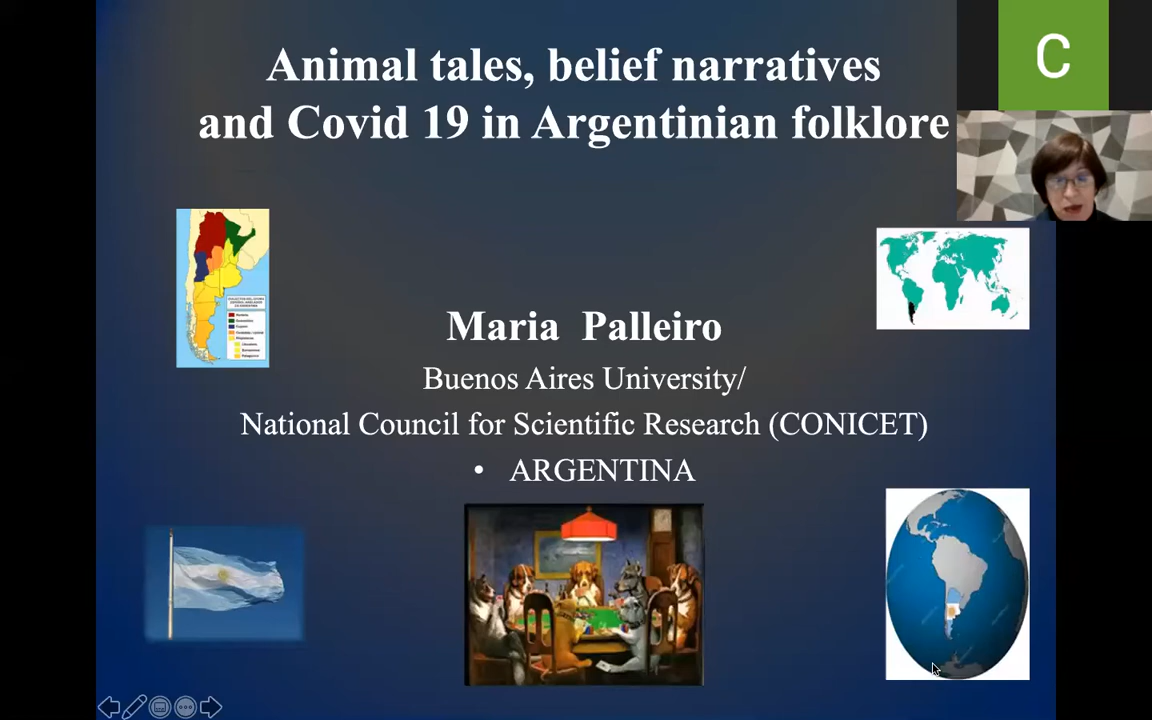 Animal tales, belief narratives
and Covid 19 in Argentinian folklore
C
Maria Palleiro
Buenos Aires University/
National Council for Scientific Research (CONICET)
• ARGENTINA